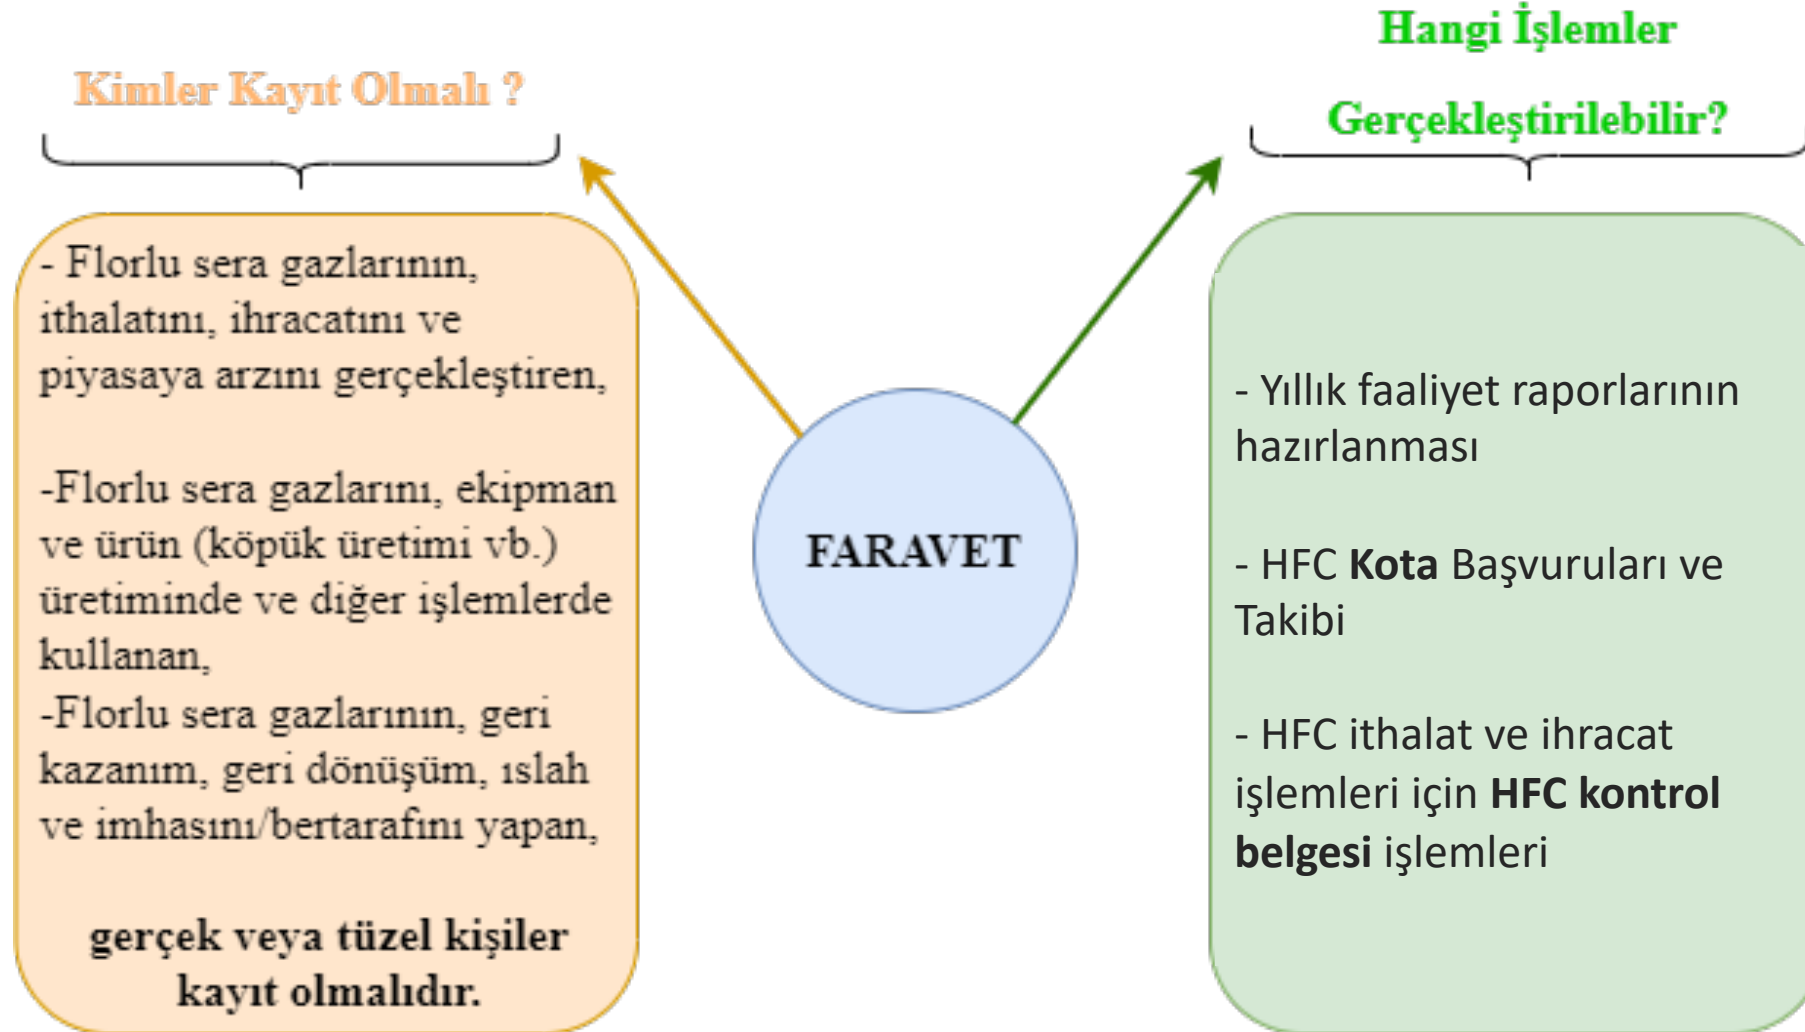 Kimler Kayıt Olmalı ?
- Florlu sera gazlarının,
ithalatını, ihracatını ve
piyasaya arzını gerçekleştiren,
-Florlu sera gazlarını, ekipman
ve ürün (köpük üretimi vb.)
üretiminde ve diğer işlemlerde
kullanan,
-Florlu sera gazlarının, geri
kazanım, geri dönüşüm, ıslah
ve imhasını/bertarafını yapan,
gerçek veya tüzel kişiler
kayıt olmalıdır.
FARAVET
Hangi İşlemler
Gerçekleştirilebilir?
- Yıllık faaliyet raporlarının
hazırlanması
- HFC Kota Başvuruları ve
Takibi
- HFC ithalat ve ihracat
işlemleri için HFC kontrol
belgesi işlemleri